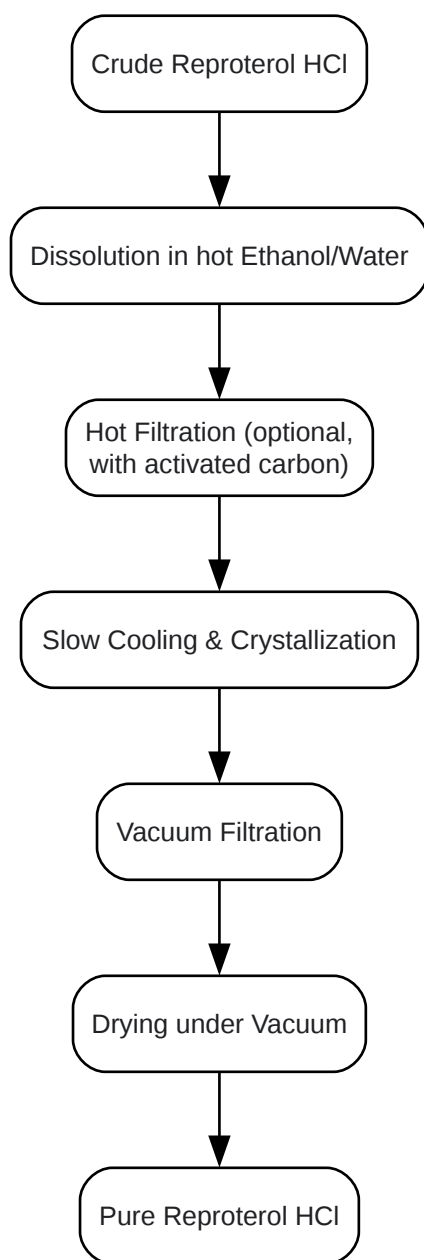 Crude Reproterol HCl
Dissolution in hot Ethanol/Water
Hot Filtration (optional,
with activated carbon)
Slow Cooling & Crystallization
Vacuum Filtration
Drying under Vacuum
Pure Reproterol HCl